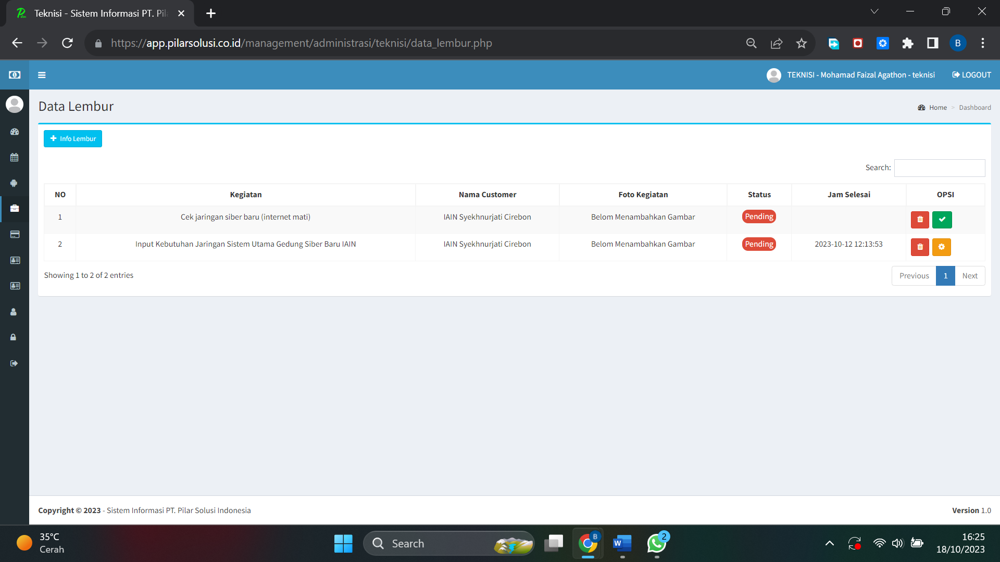 Teknisi - Sistem Informasi PT. Pil
https://app.pilarsolusi.co.id/management/administrasi/teknisi/data_lembur.php
B
TEKNISI - Mohamad Faizal Agathon - teknisi
LOGOUT
Data Lembur
Home > Dashboard
Info Lembur
Search:
NO Kegiatan Nama Customer Foto Kegiatan Status Jam Selesai OPSI
1 Cek jaringan siber baru (internet mati) IAIN Syekhnurjati Cirebon Belom Menambahkan Gambar Pending
2 Input Kebutuhan Jaringan Sistem Utama Gedung Siber Baru IAIN IAIN Syekhnurjati Cirebon Belom Menambahkan Gambar Pending 2023-10-12 12:13:53
Showing 1 to 2 of 2 entries
Previous 1 Next
Copyright © 2023 - Sistem Informasi PT. Pilar Solusi Indonesia
Version 1.0
35°C
Cerah
Search
B
W
2
16:25
18/10/2023